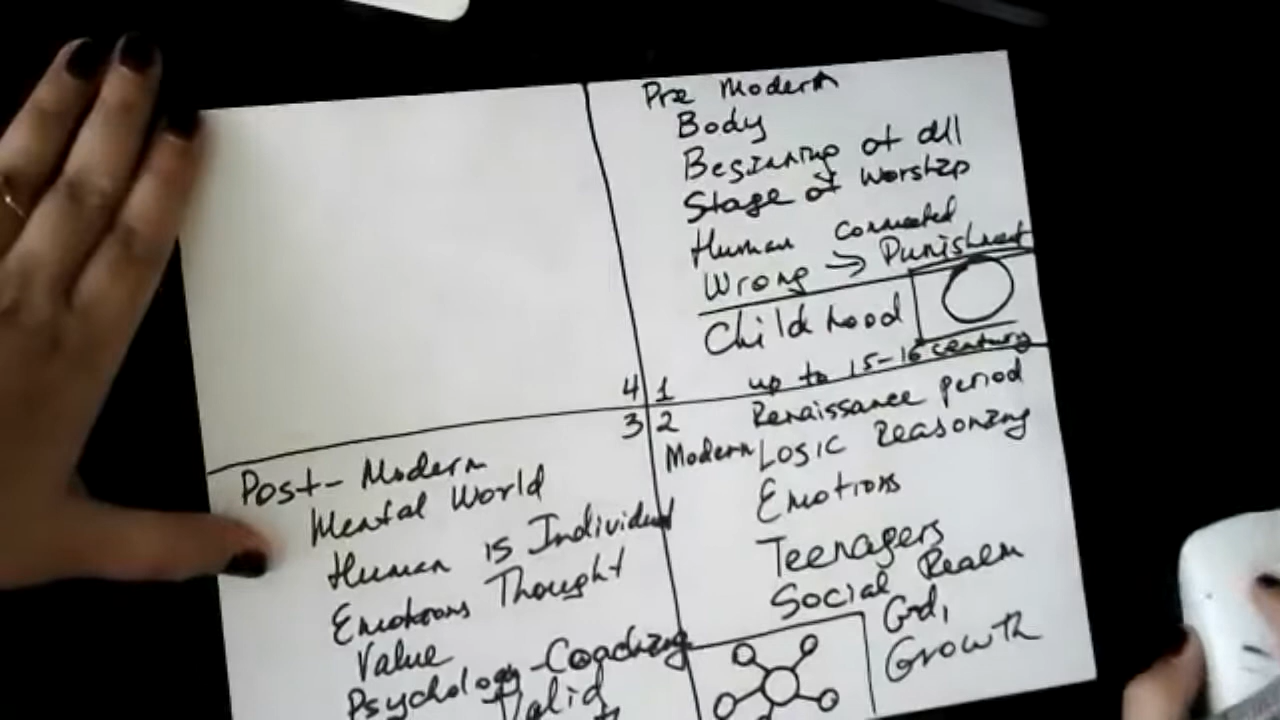 Pre Modern
Body
Beginning of all
Stage of Worship
Human connected
Wrong → Punishment
Childhood
up to 15-16 century
4 1
3 2
Renaissance period
Modern Logic Reasoning
Emotions
Teenagers
Social Realm
God,
Growth
Post-Modern
Mental World
Human is Individual
Emotions Thought
Value
Psychology-Coaching
Valid